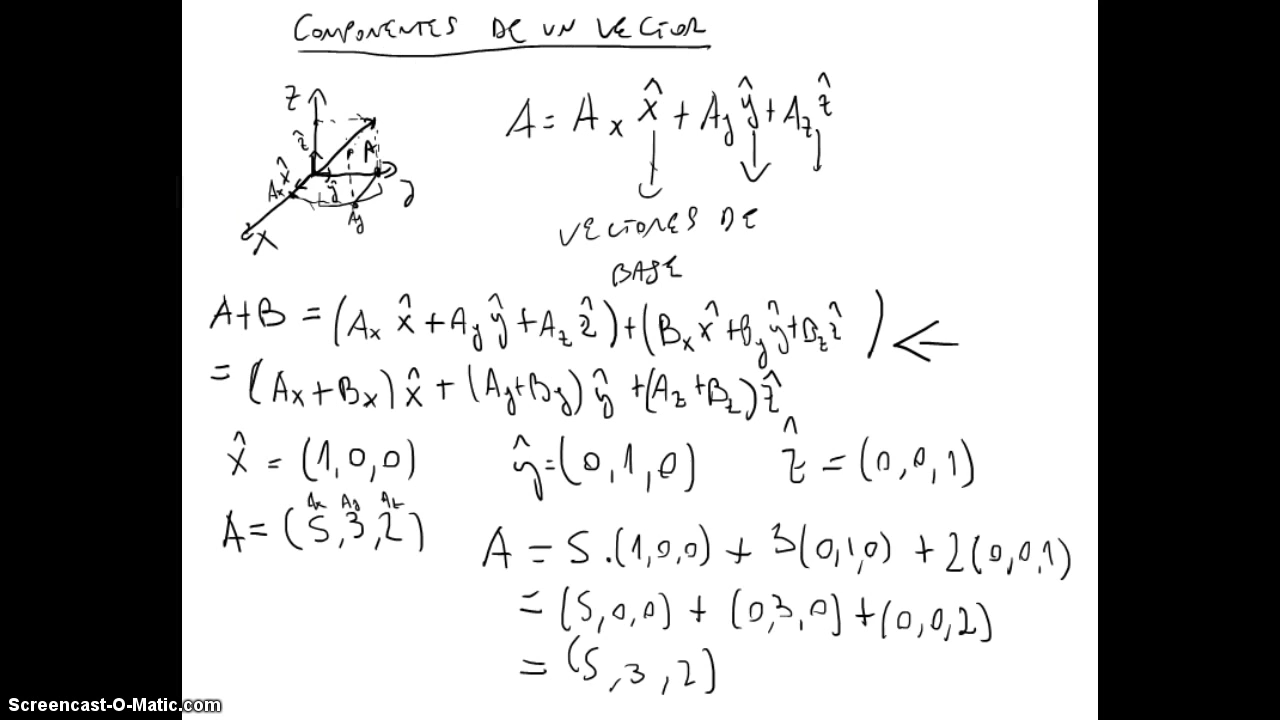 COMPONENTES DE UN VECTOR
Z
A = Ax x̂ + Ay ŷ + Az ẑ
ẑ
A
x̂
Ax
ŷ
y
Ay
X
VECTORES DE
BASE
A+B = (Ax x̂ + Ay ŷ + Az ẑ) + (Bx x̂ + By ŷ + Bz ẑ)
= (Ax + Bx) x̂ + (Ay + By) ŷ + (Az + Bz) ẑ
x̂ = (1,0,0) ŷ = (0,1,0) ẑ = (0,0,1)
Ax Ay Az
A = (5,3,2)
A = 5.(1,0,0) + 3(0,1,0) + 2(0,0,1)
= (5,0,0) + (0,3,0) + (0,0,2)
= (5,3,2)
Screencast-O-Matic.com